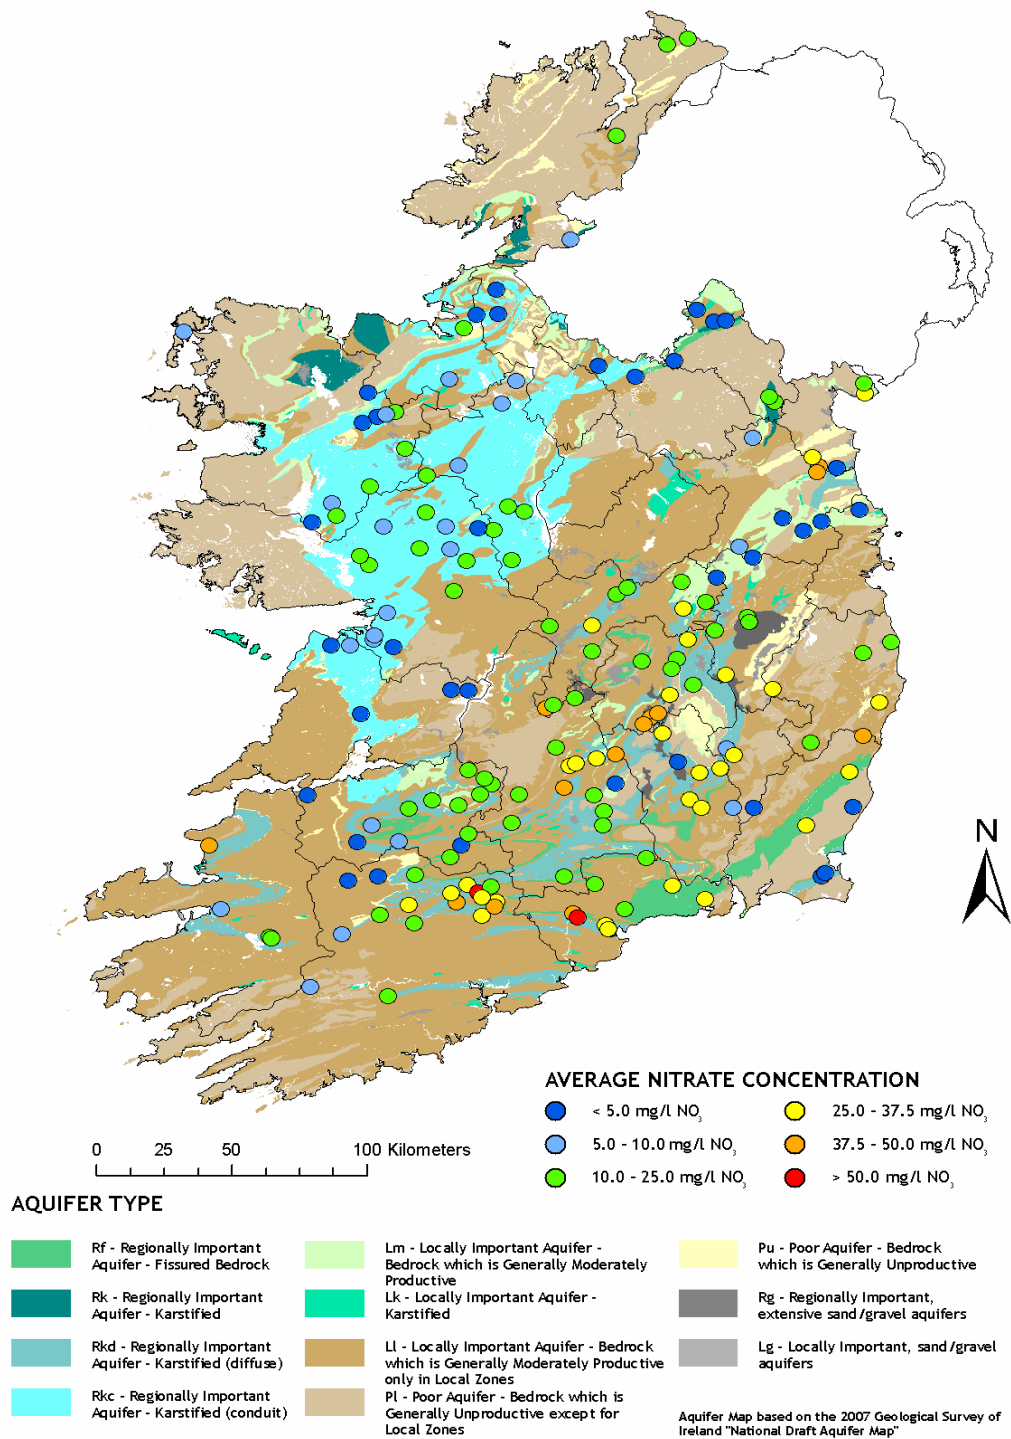 N
AVERAGE NITRATE CONCENTRATION
< 5.0 mg/l NO3
5.0 - 10.0 mg/l NO3
10.0 - 25.0 mg/l NO3
25.0 - 37.5 mg/l NO3
37.5 - 50.0 mg/l NO3
> 50.0 mg/l NO3
0 25 50 100 Kilometers
AQUIFER TYPE
Rf - Regionally Important
Aquifer - Fissured Bedrock
Rk - Regionally Important
Aquifer - Karstified
Rkd - Regionally Important
Aquifer - Karstified (diffuse)
Rkc - Regionally Important
Aquifer - Karstified (conduit)
Lm - Locally Important Aquifer -
Bedrock which is Generally Moderately
Productive
Lk - Locally Important Aquifer -
Karstified
Ll - Locally Important Aquifer - Bedrock
which is Generally Moderately Productive
only in Local Zones
Pl - Poor Aquifer - Bedrock which is
Generally Unproductive except for
Local Zones
Pu - Poor Aquifer - Bedrock
which is Generally Unproductive
Rg - Regionally Important,
extensive sand/gravel aquifers
Lg - Locally Important, sand/gravel
aquifers
Aquifer Map based on the 2007 Geological Survey of
Ireland "National Draft Aquifer Map"